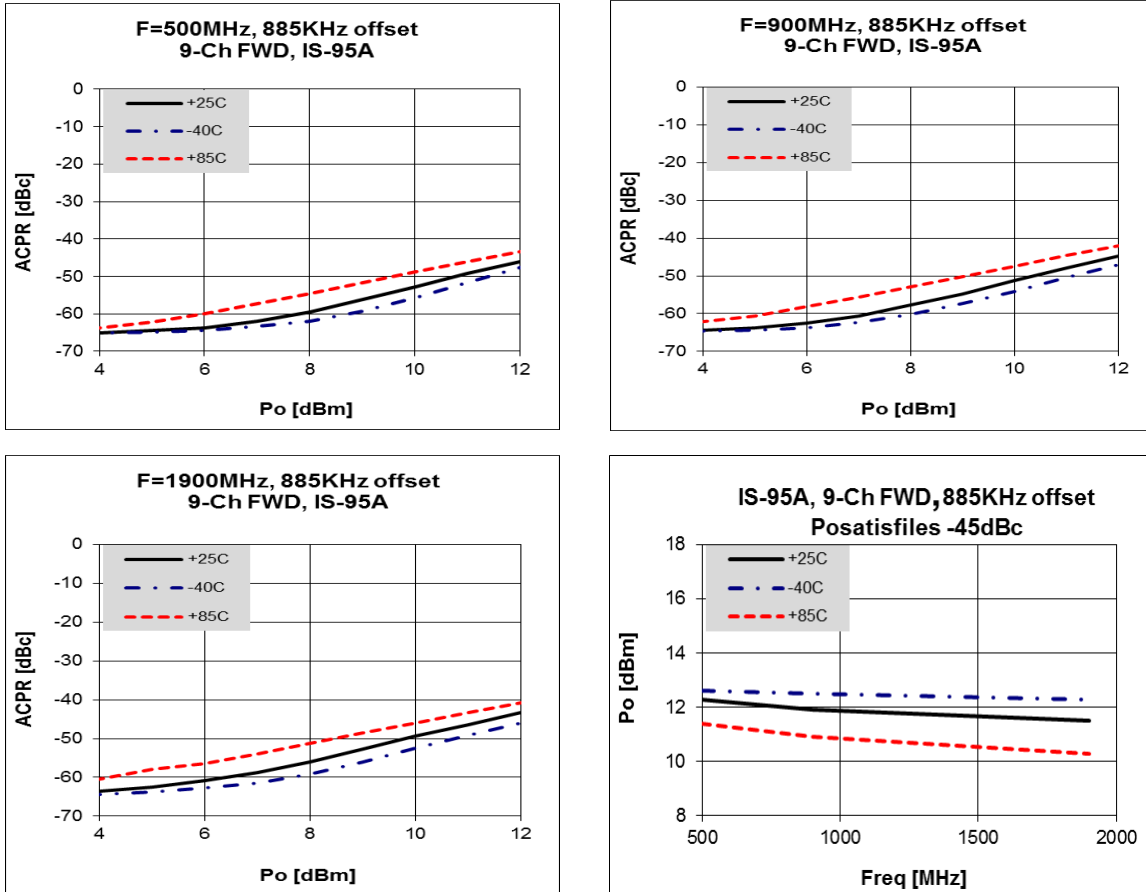 F=500MHz, 885KHz offset
9-Ch FWD, IS-95A
0
-10
-20
-30
-40
-50
-60
-70
+25C
-40C
+85C
ACPR [dBc]
4
6
8
10
12
Po [dBm]
F=900MHz, 885KHz offset
9-Ch FWD, IS-95A
0
-10
-20
-30
-40
-50
-60
-70
+25C
-40C
+85C
ACPR [dBc]
4
6
8
10
12
Po [dBm]
F=1900MHz, 885KHz offset
9-Ch FWD, IS-95A
0
-10
-20
-30
-40
-50
-60
-70
+25C
-40C
+85C
ACPR [dBc]
4
6
8
10
12
Po [dBm]
IS-95A, 9-Ch FWD,885KHz offset
Posatisfiles -45dBc
18
16
14
12
10
8
+25C
-40C
+85C
Po [dBm]
500
1000
1500
2000
Freq [MHz]